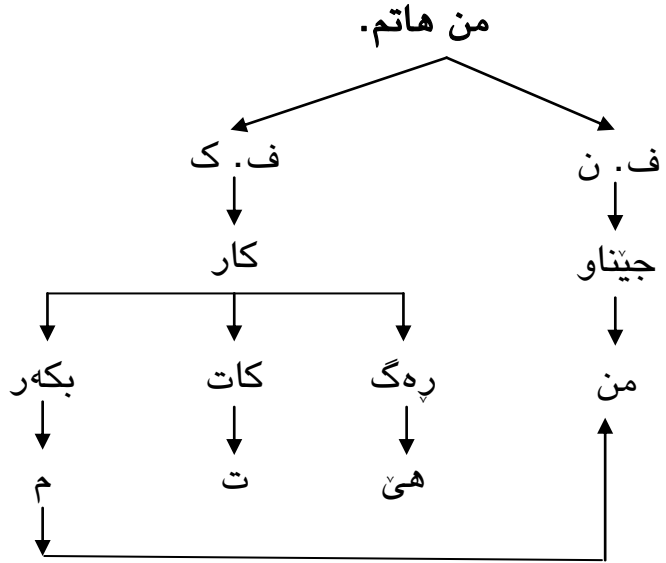 من هاتم.
ف. ن ف. ک
جێناو کار
من ڕەگ کات بکەر
هێ ت م